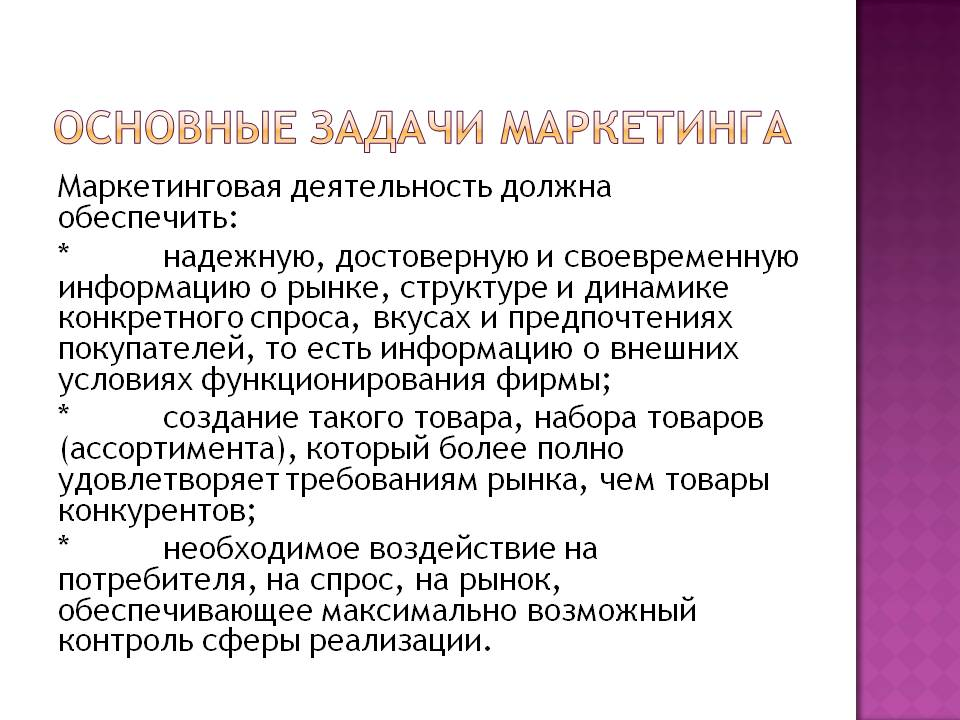 ОСНОВНЫЕ ЗАДАЧИ МАРКЕТИНГА
Маркетинговая деятельность должна
обеспечить:
* надежную, достоверную и своевременную
информацию о рынке, структуре и динамике
конкретного спроса, вкусах и предпочтениях
покупателей, то есть информацию о внешних
условиях функционирования фирмы;
* создание такого товара, набора товаров
(ассортимента), который более полно
удовлетворяет требованиям рынка, чем товары
конкурентов;
* необходимое воздействие на
потребителя, на спрос, на рынок,
обеспечивающее максимально возможный
контроль сферы реализации.